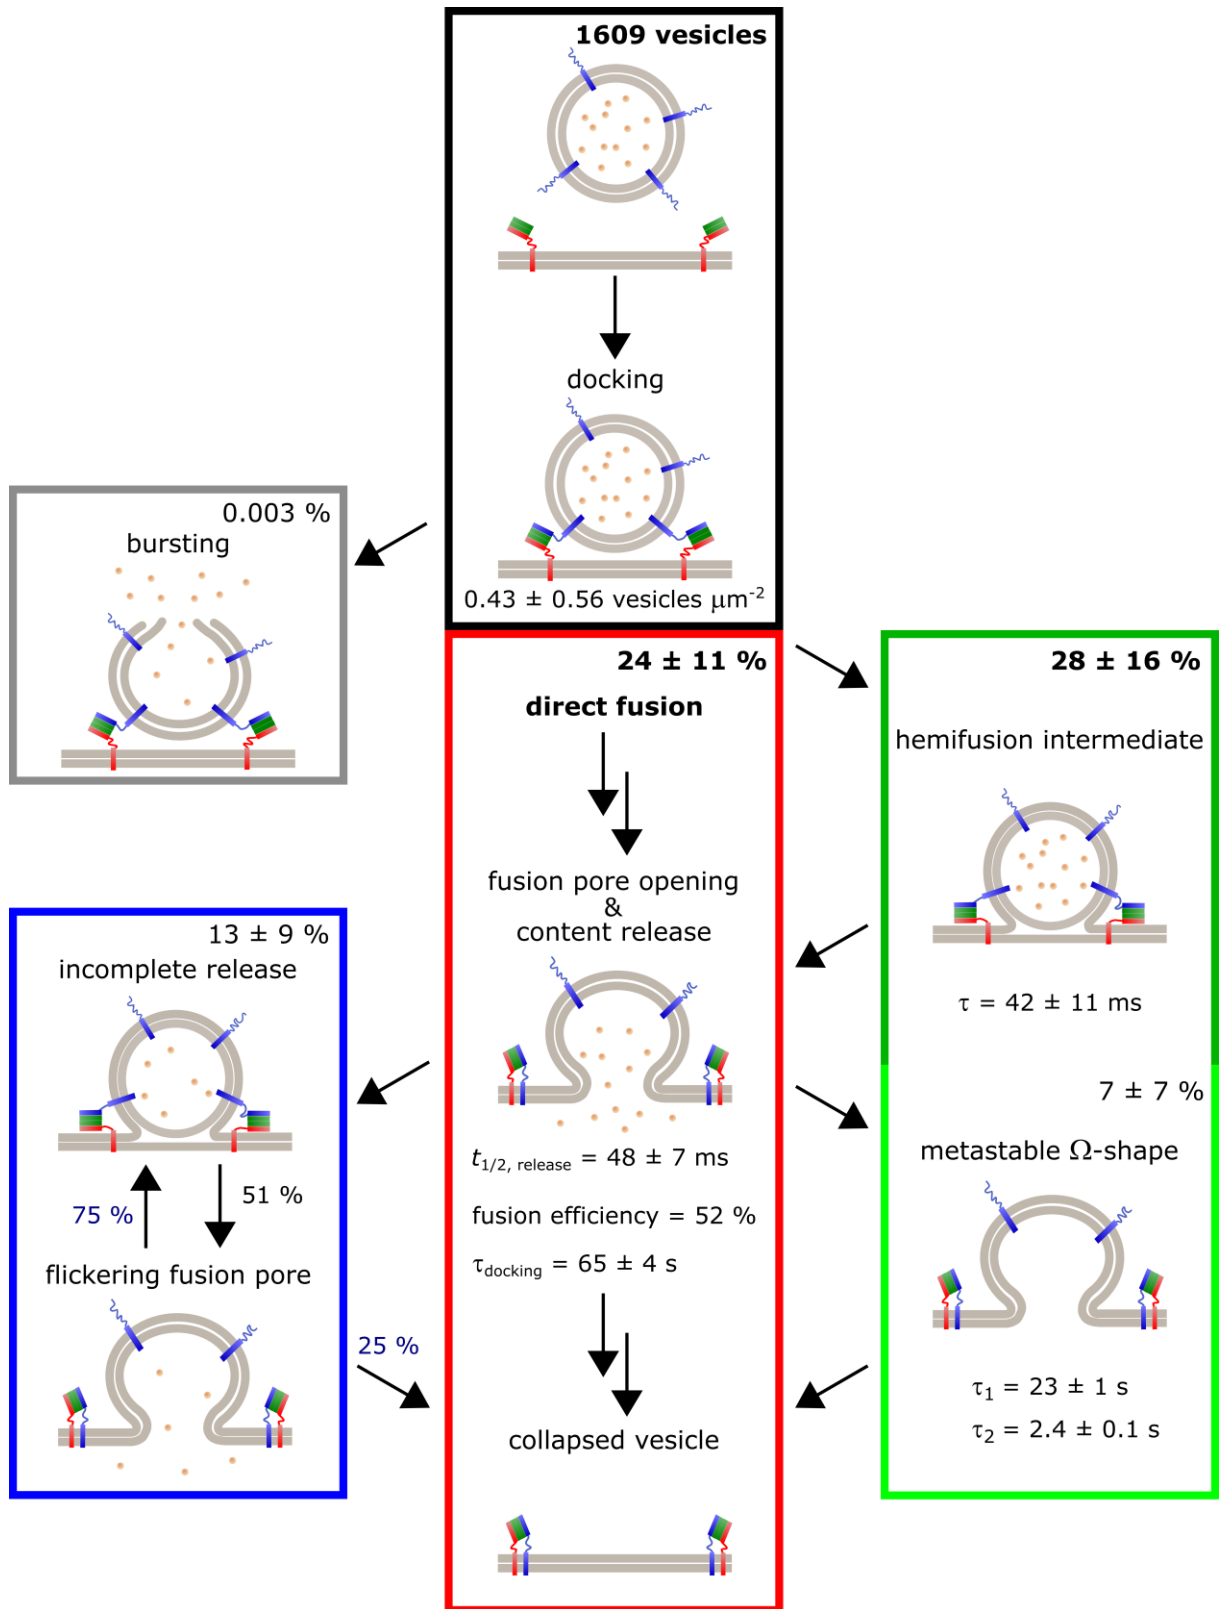 1609 vesicles
docking
0.43 ± 0.56 vesicles μm⁻²
0.003 %
bursting
24 ± 11 %
direct fusion
fusion pore opening
&
content release
t1/2, release = 48 ± 7 ms
fusion efficiency = 52 %
τdocking = 65 ± 4 s
collapsed vesicle
28 ± 16 %
hemifusion intermediate
τ = 42 ± 11 ms
7 ± 7 %
metastable Ω-shape
τ1 = 23 ± 1 s
τ2 = 2.4 ± 0.1 s
13 ± 9 %
incomplete release
75 %
51 %
flickering fusion pore
25 %